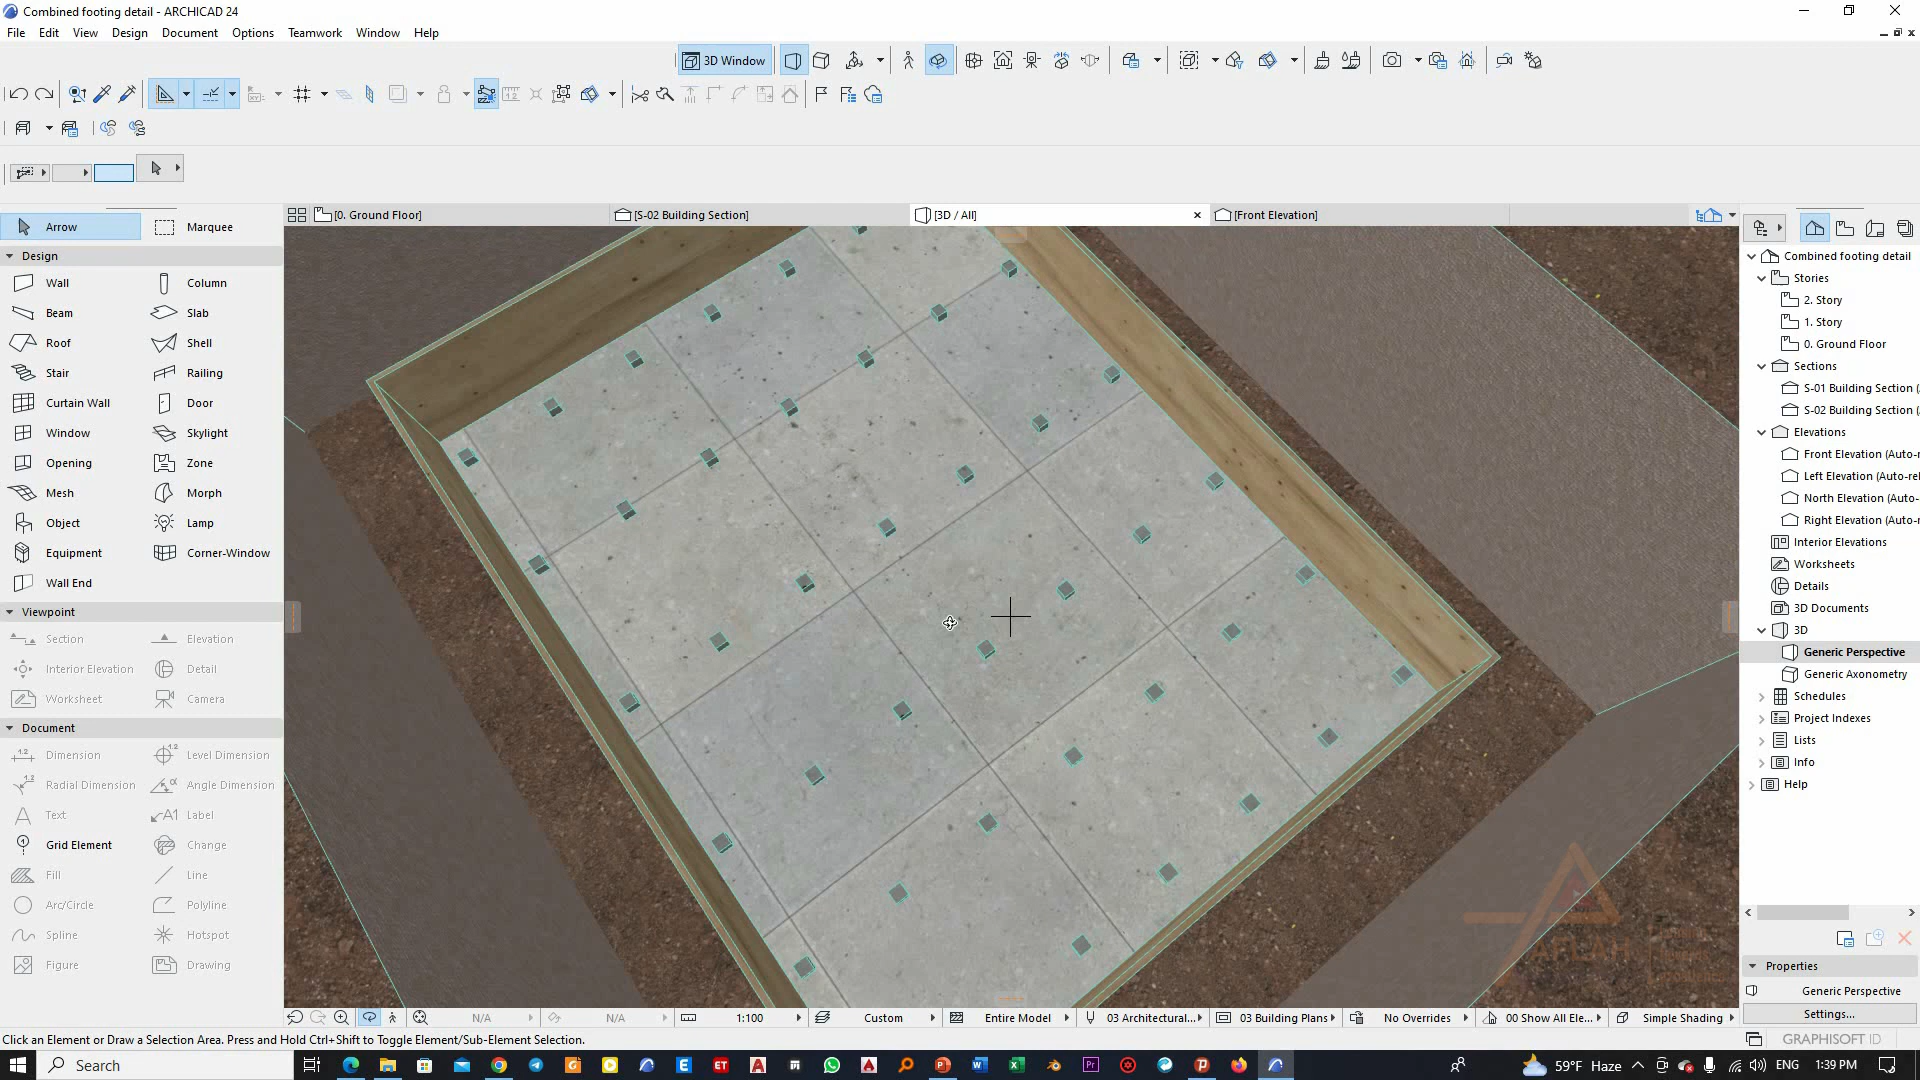 Combined footing detail - ARCHICAD 24
File Edit View Design Document Options Teamwork Window Help
3D Window
[0. Ground Floor]
[S-02 Building Section]
[3D / All]
[Front Elevation]
Arrow Marquee
Design
Wall Column
Beam Slab
Roof Shell
Stair Railing
Curtain Wall Door
Window Skylight
Opening Zone
Mesh Morph
Object Lamp
Equipment Corner-Window
Wall End
Viewpoint
Section Elevation
Interior Elevation Detail
Worksheet Camera
Document
Dimension Level Dimension
Radial Dimension Angle Dimension
Text A1 Label
Grid Element Change
Fill Line
Arc/Circle Polyline
Spline Hotspot
Figure Drawing
Combined footing detail
Stories
2. Story
1. Story
0. Ground Floor
Sections
S-01 Building Section (
S-02 Building Section (
Elevations
Front Elevation (Auto-r
Left Elevation (Auto-rel
North Elevation (Auto-
Right Elevation (Auto-r
Interior Elevations
Worksheets
Details
3D Documents
3D
Generic Perspective
Generic Axonometry
Schedules
Project Indexes
Lists
Info
Help
Properties
Generic Perspective
Settings...
AFLAH
N/A N/A 1:100 Custom Entire Model 03 Architectural... 03 Building Plans No Overrides 00 Show All Ele... Simple Shading
Click an Element or Draw a Selection Area. Press and Hold Ctrl+Shift to Toggle Element/Sub-Element Selection.
GRAPHISOFT ID
Search
59°F Haze ENG 1:39 PM